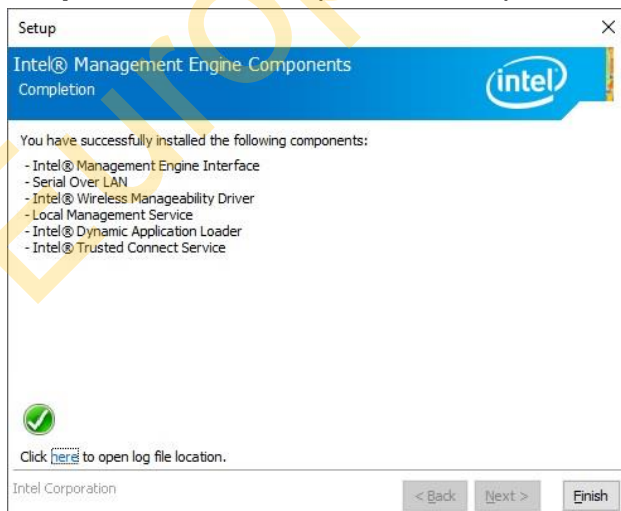 Setup
Intel® Management Engine Components
Completion
intel
You have successfully installed the following components:
- Intel® Management Engine Interface
- Serial Over LAN
- Intel® Wireless Manageability Driver
- Local Management Service
- Intel® Dynamic Application Loader
- Intel® Trusted Connect Service
Click here to open log file location.
Intel Corporation
< Back Next > Finish